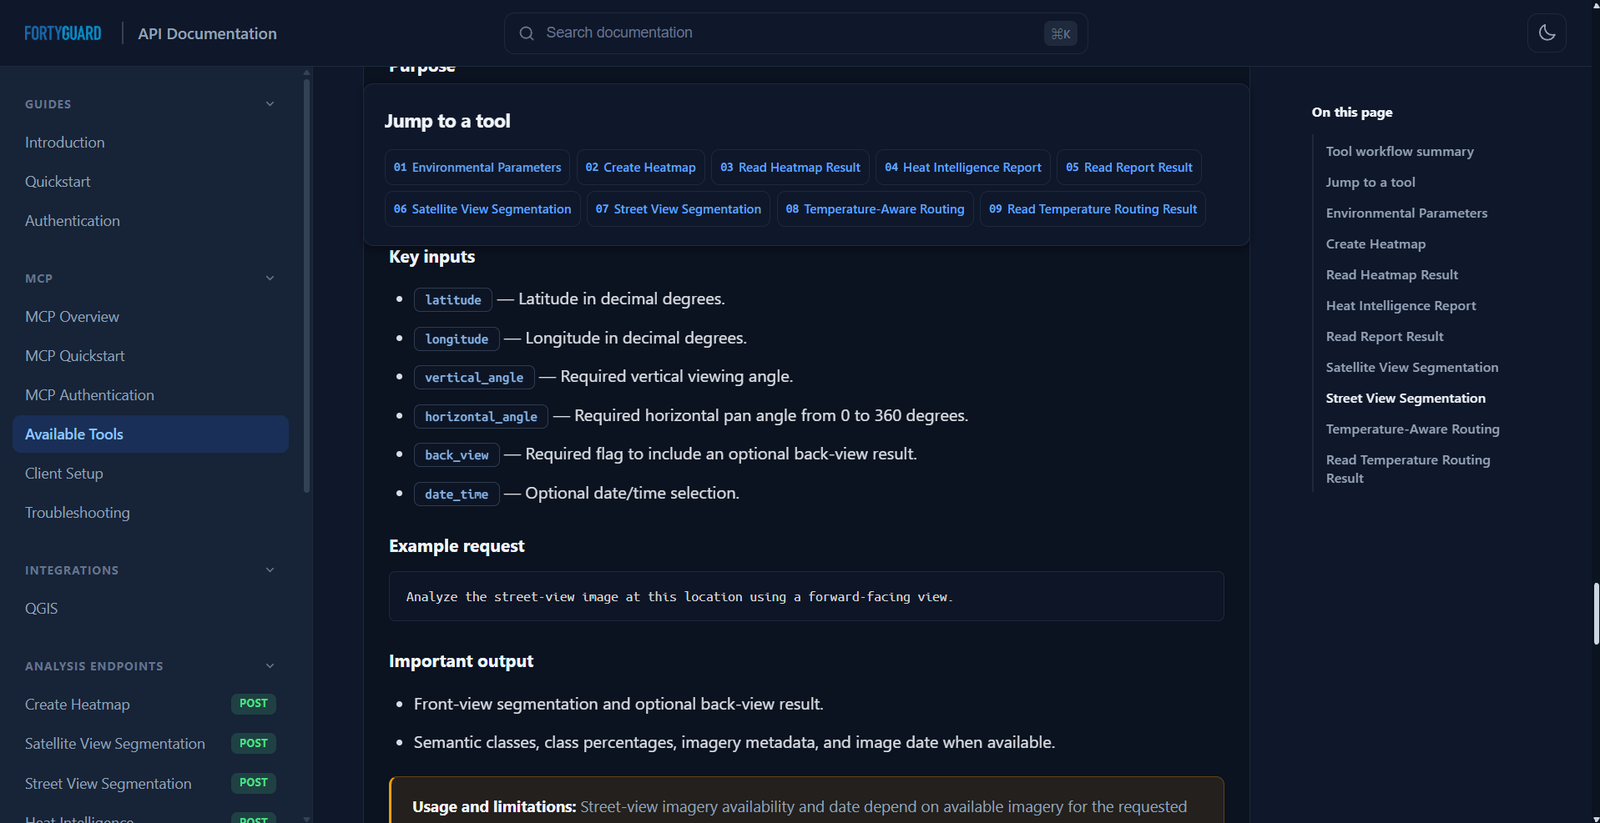 FORTYGUARD
API Documentation
Search documentation
⌘K
GUIDES
Introduction
Quickstart
Authentication
MCP
MCP Overview
MCP Quickstart
MCP Authentication
Available Tools
Client Setup
Troubleshooting
INTEGRATIONS
QGIS
ANALYSIS ENDPOINTS
Create Heatmap POST
Satellite View Segmentation POST
Street View Segmentation POST
Heat Intelligence POST
Purpose
Jump to a tool
01 Environmental Parameters
02 Create Heatmap
03 Read Heatmap Result
04 Heat Intelligence Report
05 Read Report Result
06 Satellite View Segmentation
07 Street View Segmentation
08 Temperature-Aware Routing
09 Read Temperature Routing Result
Key inputs
• latitude — Latitude in decimal degrees.
• longitude — Longitude in decimal degrees.
• vertical_angle — Required vertical viewing angle.
• horizontal_angle — Required horizontal pan angle from 0 to 360 degrees.
• back_view — Required flag to include an optional back-view result.
• date_time — Optional date/time selection.
Example request
Analyze the street-view image at this location using a forward-facing view.
Important output
• Front-view segmentation and optional back-view result.
• Semantic classes, class percentages, imagery metadata, and image date when available.
Usage and limitations: Street-view imagery availability and date depend on available imagery for the requested
On this page
Tool workflow summary
Jump to a tool
Environmental Parameters
Create Heatmap
Read Heatmap Result
Heat Intelligence Report
Read Report Result
Satellite View Segmentation
Street View Segmentation
Temperature-Aware Routing
Read Temperature Routing
Result